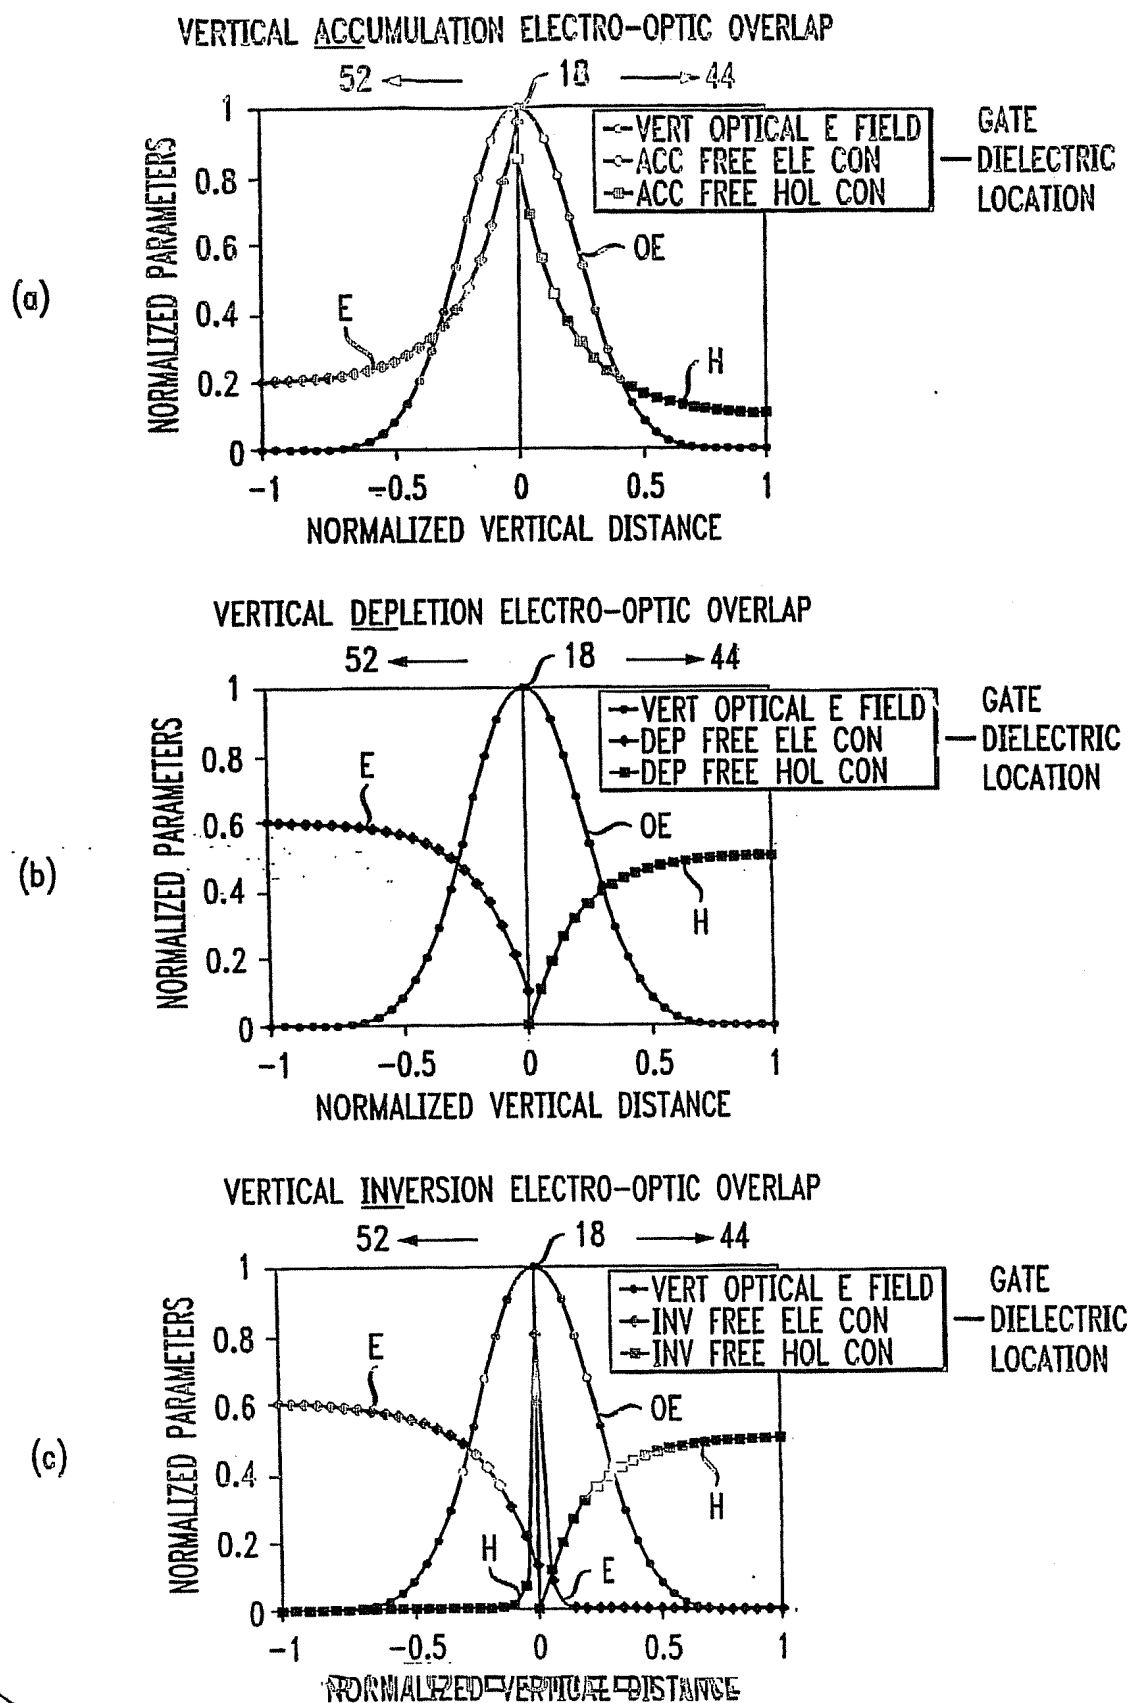 VERTICAL ACCUMULATION ELECTRO-OPTIC OVERLAP
52 18 44
1
0.8
0.6
0.4
0.2
0
NORMALIZED PARAMETERS
VERT OPTICAL E FIELD
ACC FREE ELE CON
ACC FREE HOL CON
GATE
DIELECTRIC
LOCATION
(a)
E
OE
H
-1 -0.5 0 0.5 1
NORMALIZED VERTICAL DISTANCE
VERTICAL DEPLETION ELECTRO-OPTIC OVERLAP
52 18 44
1
0.8
0.6
0.4
0.2
0
NORMALIZED PARAMETERS
VERT OPTICAL E FIELD
DEP FREE ELE CON
DEP FREE HOL CON
GATE
DIELECTRIC
LOCATION
(b)
E
OE
H
-1 -0.5 0 0.5 1
NORMALIZED VERTICAL DISTANCE
VERTICAL INVERSION ELECTRO-OPTIC OVERLAP
52 18 44
1
0.8
0.6
0.4
0.2
0
NORMALIZED PARAMETERS
VERT OPTICAL E FIELD
INV FREE ELE CON
INV FREE HOL CON
GATE
DIELECTRIC
LOCATION
(c)
E
OE
H
H
E
-1 -0.5 0 0.5 1
NORMALIZED VERTICAL DISTANCE